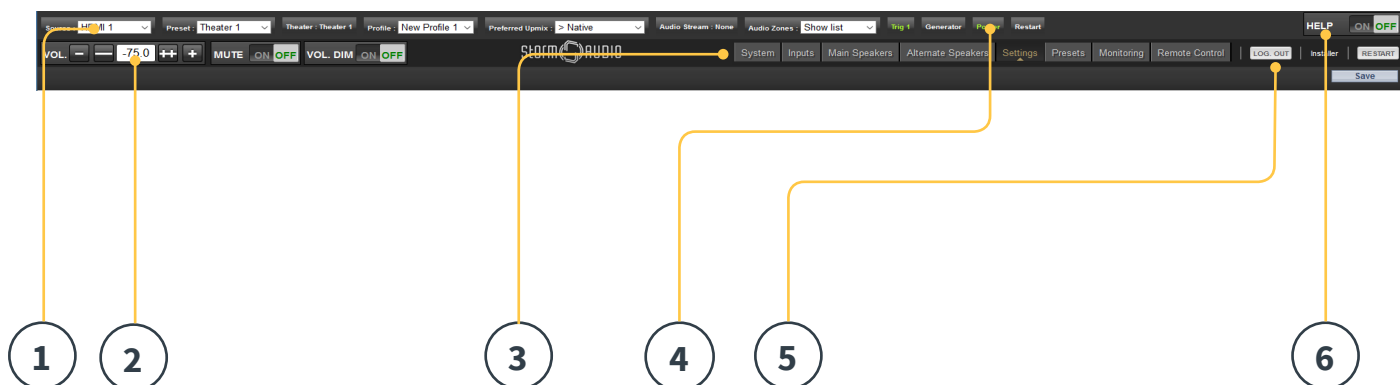 Source : HDMI 1 Preset : Theater 1 Theater : Theater 1 Profile : New Profile 1 Preferred Upmix : > Native Audio Stream : None Audio Zones : Show list Trig 1 Generator Power Restart HELP ON OFF
VOL. -75.0 MUTE ON OFF VOL. DIM ON OFF STORM AUDIO System Inputs Main Speakers Alternate Speakers Settings Presets Monitoring Remote Control LOG. OUT Installer RESTART
Save
1 2 3 4 5 6